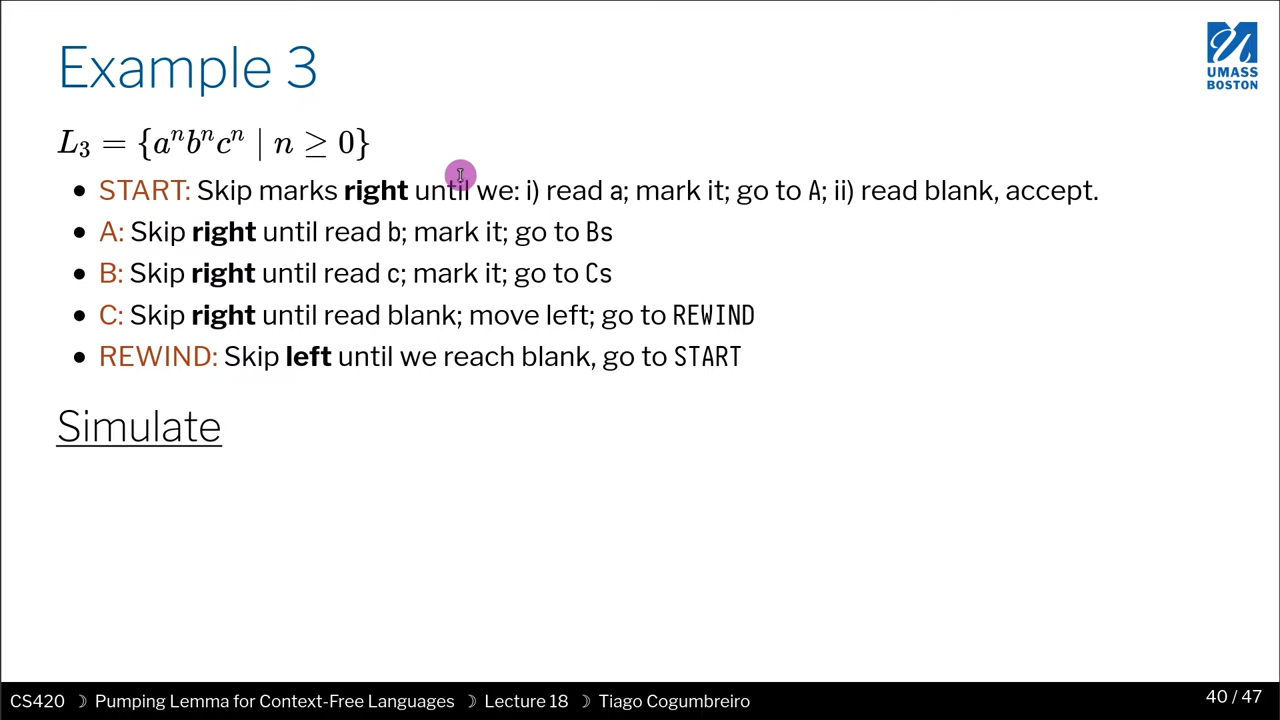 Example 3
UMASS
BOSTON
L₃ = {aⁿbⁿcⁿ | n ≥ 0}
• START: Skip marks right until we: i) read a; mark it; go to A; ii) read blank, accept.
• A: Skip right until read b; mark it; go to Bs
• B: Skip right until read c; mark it; go to Cs
• C: Skip right until read blank; move left; go to REWIND
• REWIND: Skip left until we reach blank, go to START
Simulate
CS420 ☽ Pumping Lemma for Context-Free Languages ☽ Lecture 18 ☽ Tiago Cogumbreiro
40 / 47